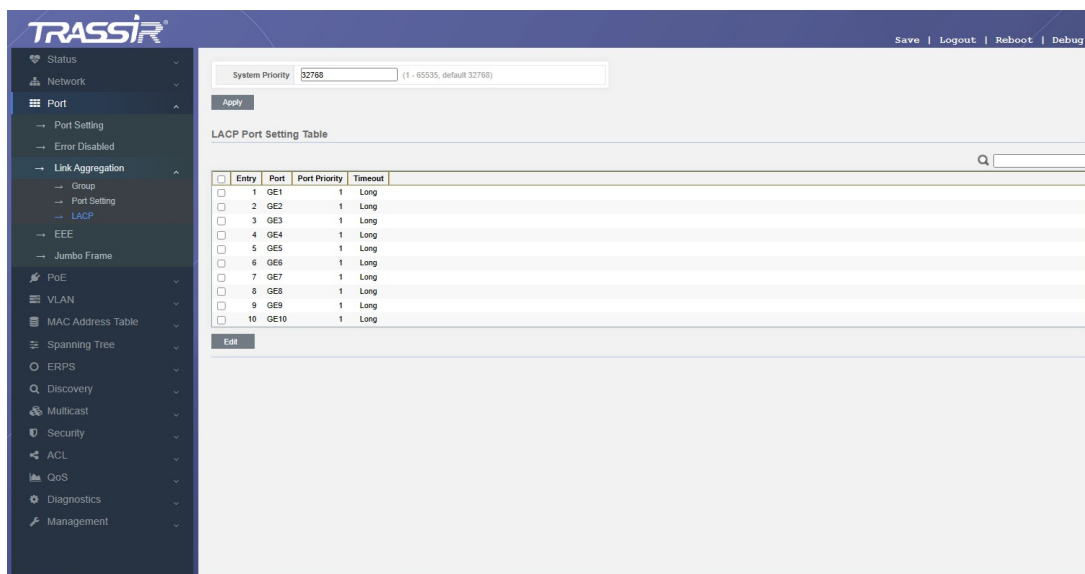 TRASSIR
Save | Logout | Reboot | Debug
Status
Network
Port
→ Port Setting
→ Error Disabled
→ Link Aggregation
→ Group
→ Port Setting
→ LACP
→ EEE
→ Jumbo Frame
PoE
VLAN
MAC Address Table
Spanning Tree
ERPS
Discovery
Multicast
Security
ACL
QoS
Diagnostics
Management
System Priority 32768 (1 - 65535, default 32768)
Apply
LACP Port Setting Table
Entry Port Port Priority Timeout
1 GE1 1 Long
2 GE2 1 Long
3 GE3 1 Long
4 GE4 1 Long
5 GE5 1 Long
6 GE6 1 Long
7 GE7 1 Long
8 GE8 1 Long
9 GE9 1 Long
10 GE10 1 Long
Edit